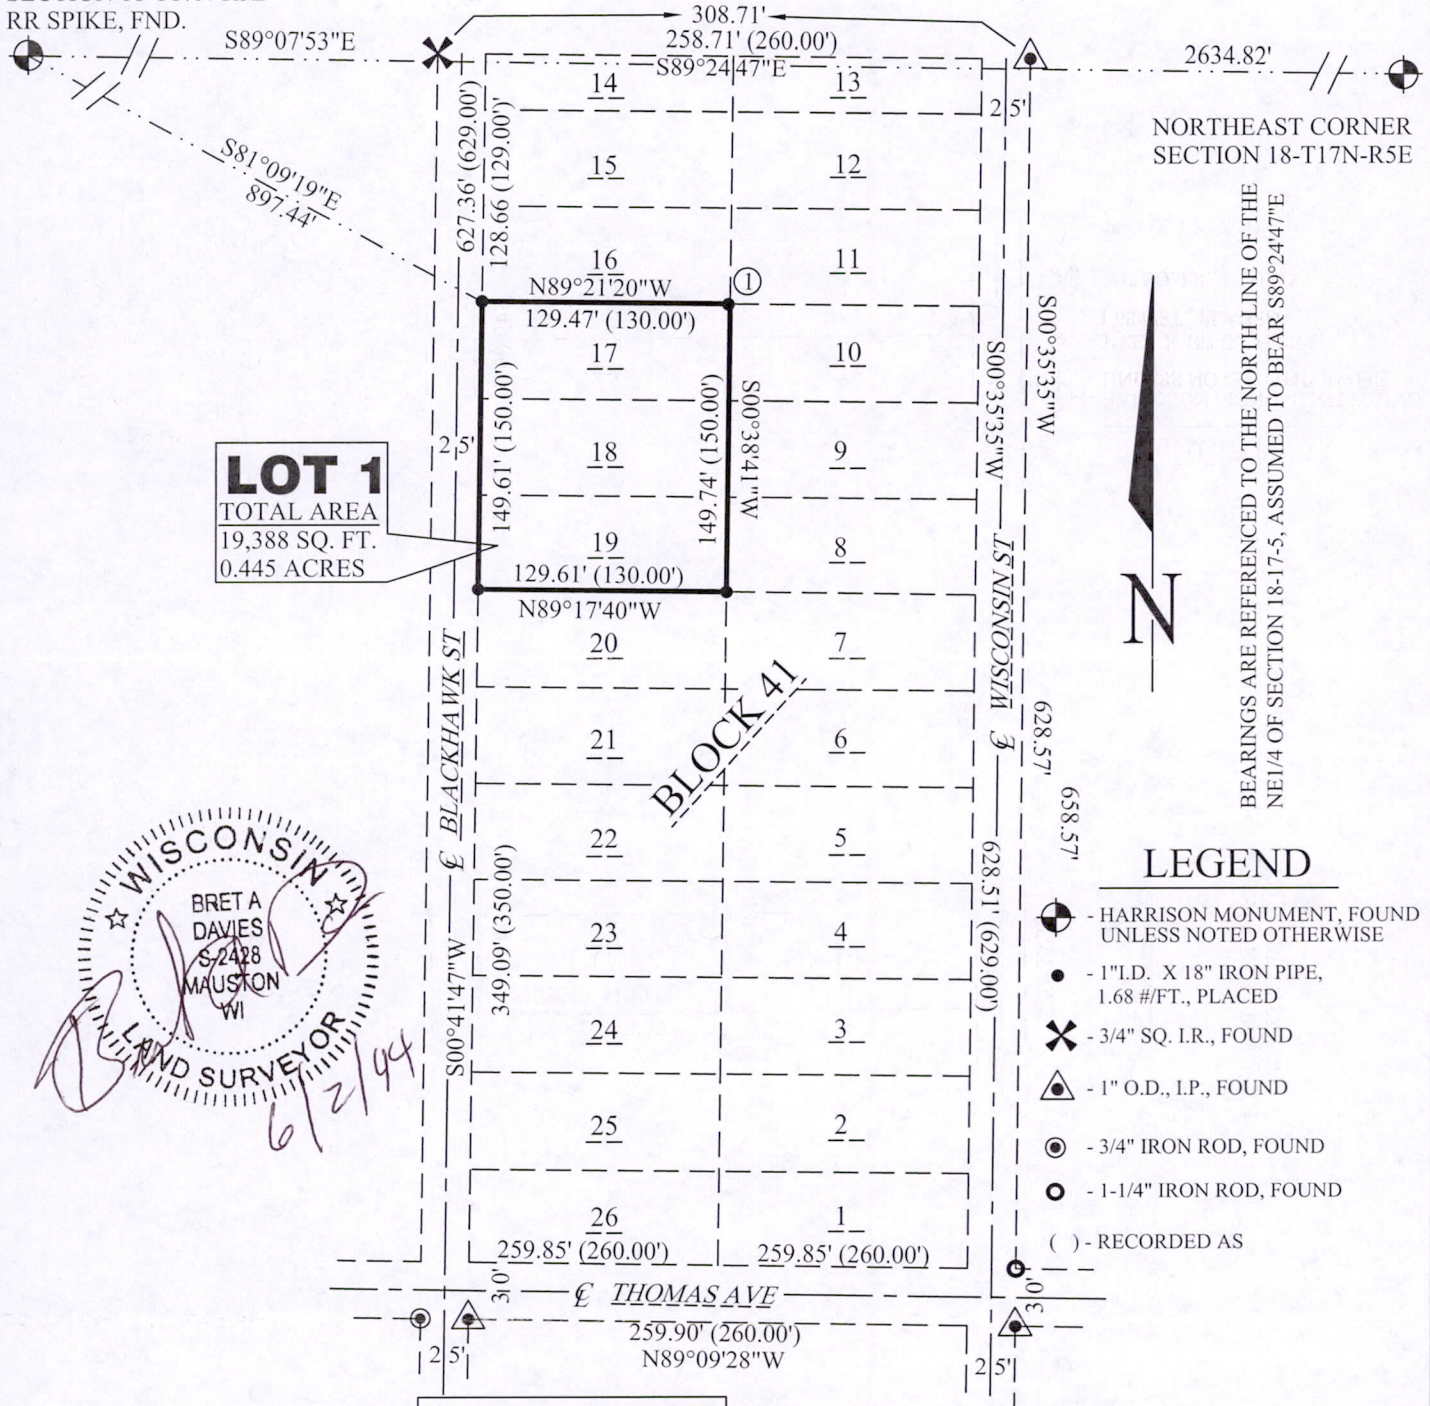 RR SPIKE, FND.
308.71'
S89°07'53"E
258.71' (260.00')
S89°24'47"E
2634.82'
14
13
25'
NORTHEAST CORNER
SECTION 18-T17N-R5E
627.36' (629.00')
128.66 (129.00')
15
12
S81°09'19"E
897.44'
16
11
N89°21'20"W
1
129.47' (130.00')
17
10
S00°35'35"W
S00°35'35"W
149.61' (150.00')
149.74' (150.00')
S00°38'41"W
25'
18
9
LOT 1
TOTAL AREA
19,388 SQ. FT.
0.445 ACRES
19
8
129.61' (130.00')
N89°17'40"W
N
BEARINGS ARE REFERENCED TO THE NORTH LINE OF THE
NE1/4 OF SECTION 18-17-5, ASSUMED TO BEAR S89°24'47"E
20
7
℄ BLACKHAWK ST
℄ WISCONSIN ST
BLOCK 41
21
6
628.57'
658.57'
22
5
349.09' (350.00')
628.51' (629.00')
S00°41'47"W
23
4
24
3
25
2
26
1
259.85' (260.00')
259.85' (260.00')
30'
℄ THOMAS AVE
30'
259.90' (260.00')
N89°09'28"W
25'
25'
WISCONSIN
BRET A
DAVIES
S-2428
MAUSTON
WI
LAND SURVEYOR
LEGEND
- HARRISON MONUMENT, FOUND
UNLESS NOTED OTHERWISE
- 1"I.D. X 18" IRON PIPE,
1.68 #/FT., PLACED
- 3/4" SQ. I.R., FOUND
- 1" O.D., I.P., FOUND
- 3/4" IRON ROD, FOUND
- 1-1/4" IRON ROD, FOUND
( ) - RECORDED AS